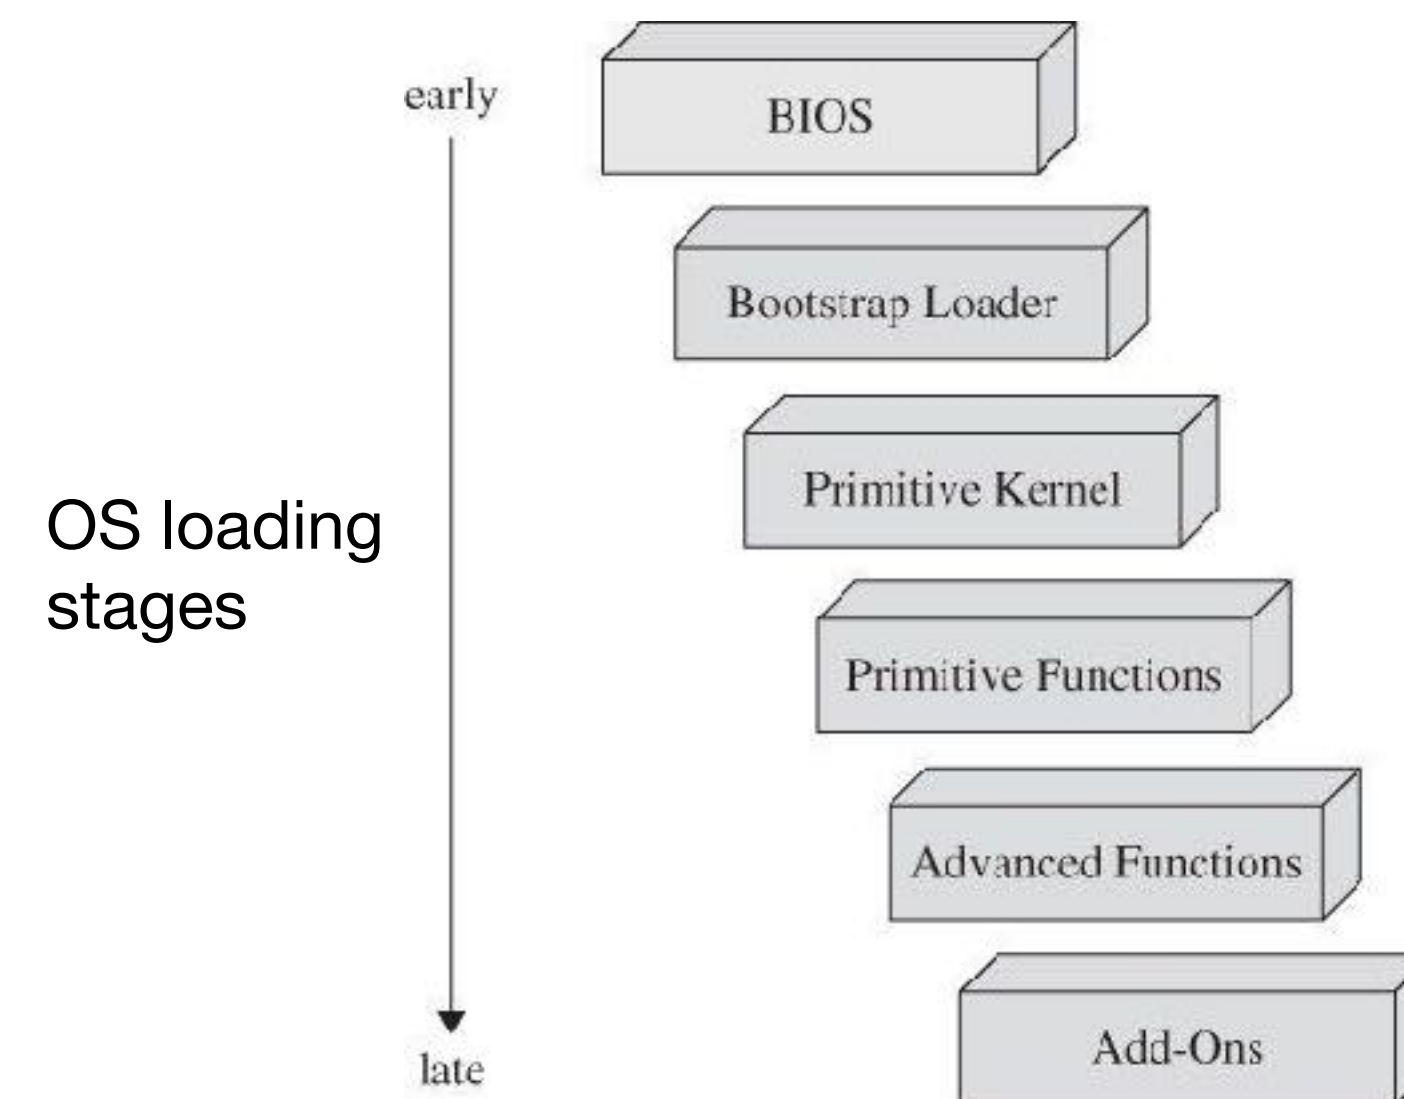 early
BIOS
Bootstrap Loader
Primitive Kernel
OS loading
stages
Primitive Functions
Advanced Functions
Add-Ons
late